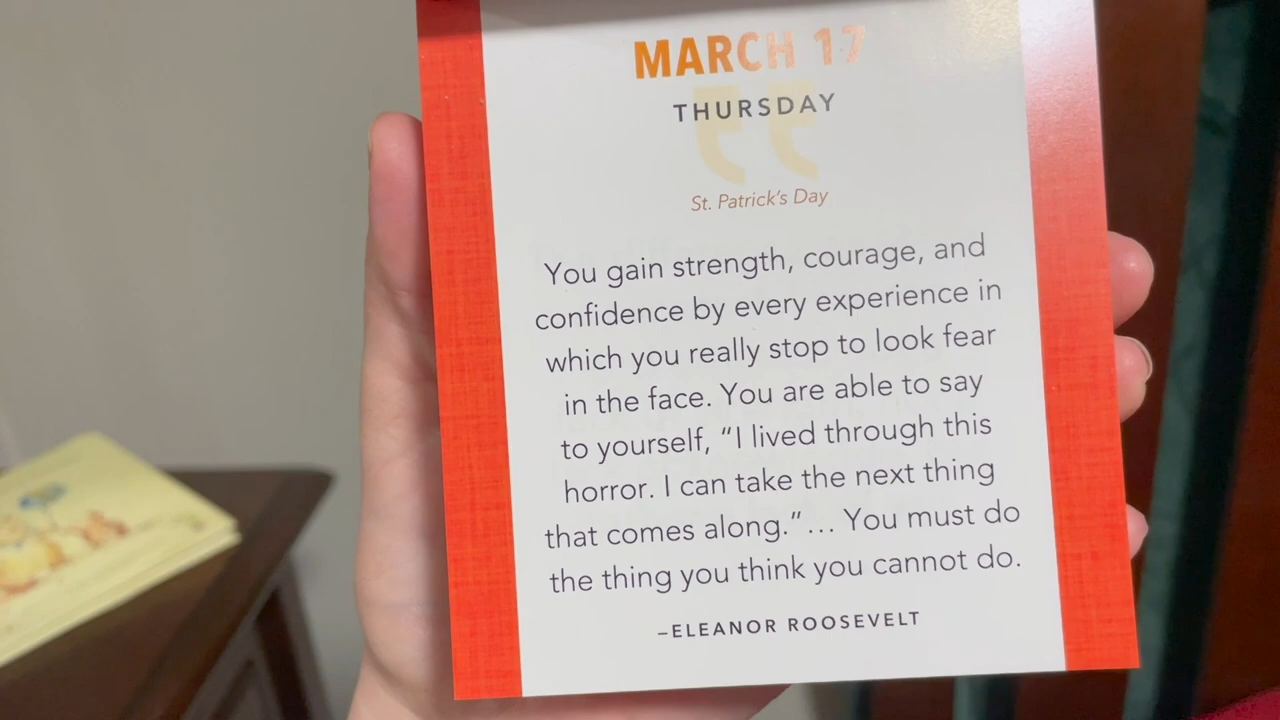 MARCH 17
THURSDAY
St. Patrick's Day
You gain strength, courage, and
confidence by every experience in
which you really stop to look fear
in the face. You are able to say
to yourself, “I lived through this
horror. I can take the next thing
that comes along.”… You must do
the thing you think you cannot do.
–ELEANOR ROOSEVELT